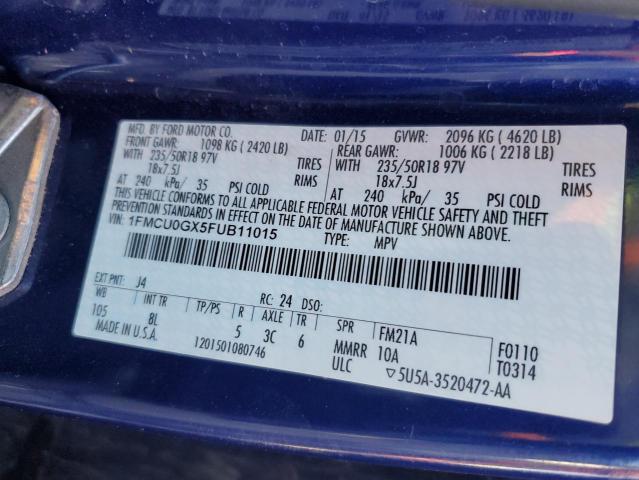 MFD. BY FORD MOTOR CO.
DATE: 01/15 GVWR: 2096 KG ( 4620 LB)
FRONT GAWR: 1098 KG ( 2420 LB)
REAR GAWR: 1006 KG ( 2218 LB)
WITH 235/50R18 97V TIRES
WITH 235/50R18 97V TIRES
18x7.5J RIMS
18x7.5J RIMS
AT 240 kPa/ 35 PSI COLD
AT 240 kPa/ 35 PSI COLD
THIS VEHICLE CONFORMS TO ALL APPLICABLE FEDERAL MOTOR VEHICLE SAFETY AND THEFT
PREVENTION STANDARDS IN EFFECT ON THE DATE OF MANUFACTURE SHOWN ABOVE.
VIN: 1FMCU0GX5FUB11015
TYPE: MPV
EXT PNT: J4 RC: 24 DSO:
WB INT TR TP/PS R AXLE TR SPR FM21A F0110
105 8L 5 3C 6 MMRR 10A T0314
MADE IN U.S.A. 1201501080746 ULC ▽5U5A-3520472-AA